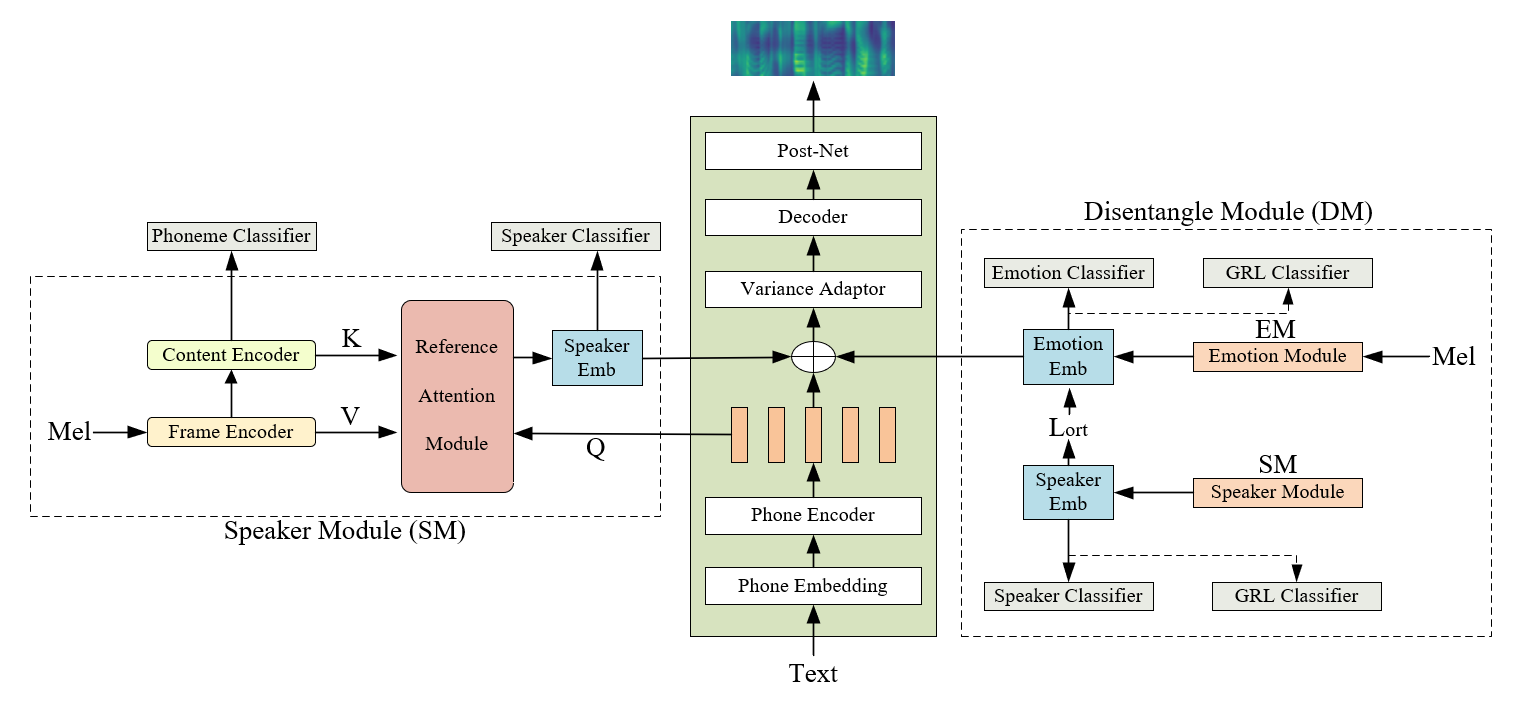 Post-Net
Decoder
Variance Adaptor
Phone Encoder
Phone Embedding
Text
Phoneme Classifier
Speaker Classifier
Content Encoder
K
Reference
Attention
Module
Speaker
Emb
Mel
Frame Encoder
V
Q
Speaker Module (SM)
Disentangle Module (DM)
Emotion Classifier
GRL Classifier
EM
Emotion
Emb
Emotion Module
Mel
Lort
SM
Speaker
Emb
Speaker Module
Speaker Classifier
GRL Classifier